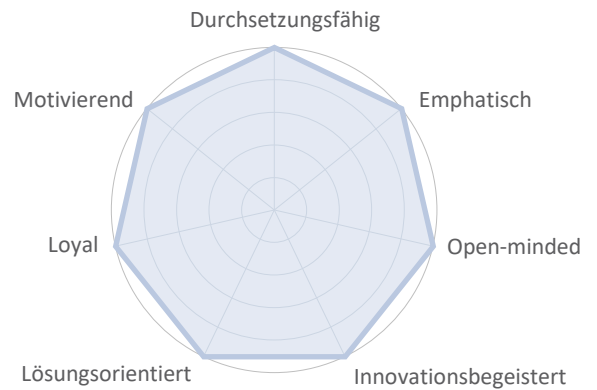 Durchsetzungsfähig
Motivierend
Emphatisch
Loyal
Open-minded
Lösungsorientiert
Innovationsbegeistert